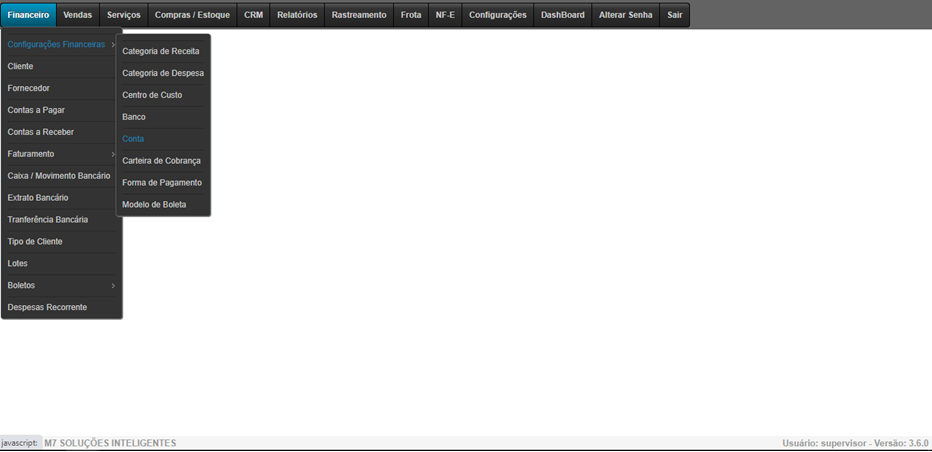 Financeiro Vendas Serviços Compras / Estoque CRM Relatórios Rastreamento Frota NF-E Configurações DashBoard Alterar Senha Sair
Configurações Financeiras
Cliente
Fornecedor
Contas a Pagar
Contas a Receber
Faturamento
Caixa / Movimento Bancário
Extrato Bancário
Tranferência Bancária
Tipo de Cliente
Lotes
Boletos
Despesas Recorrente
Categoria de Receita
Categoria de Despesa
Centro de Custo
Banco
Conta
Carteira de Cobrança
Forma de Pagamento
Modelo de Boleta
javascript: M7 SOLUÇÕES INTELIGENTES
Usuário: supervisor - Versão: 3.6.0